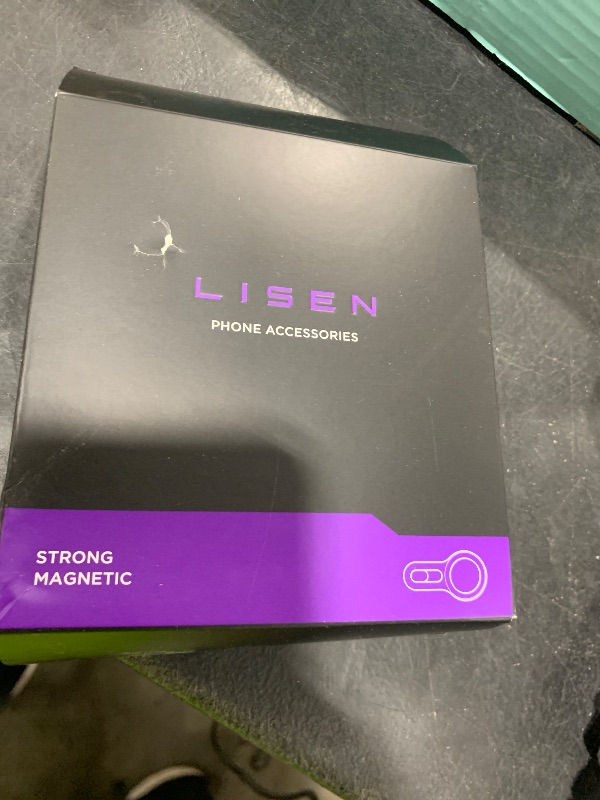 LISEN
PHONE ACCESSORIES
STRONG
MAGNETIC